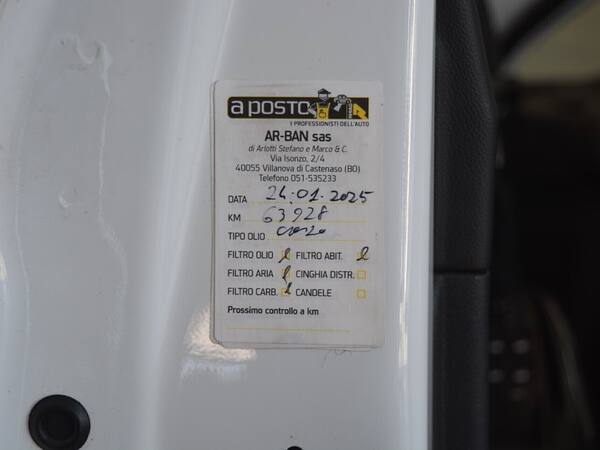 a posto
I PROFESSIONISTI DELL'AUTO
AR-BAN sas
di Arlotti Stefano e Marco & C.
Via Isonzo, 2/4
40055 Villanova di Castenaso (BO)
Telefono 051-535233
DATA 24.01.2025
KM 63928
TIPO OLIO
FILTRO OLIO FILTRO ABIT.
FILTRO ARIA CINGHIA DISTR.
FILTRO CARB. CANDELE
Prossimo controllo a km